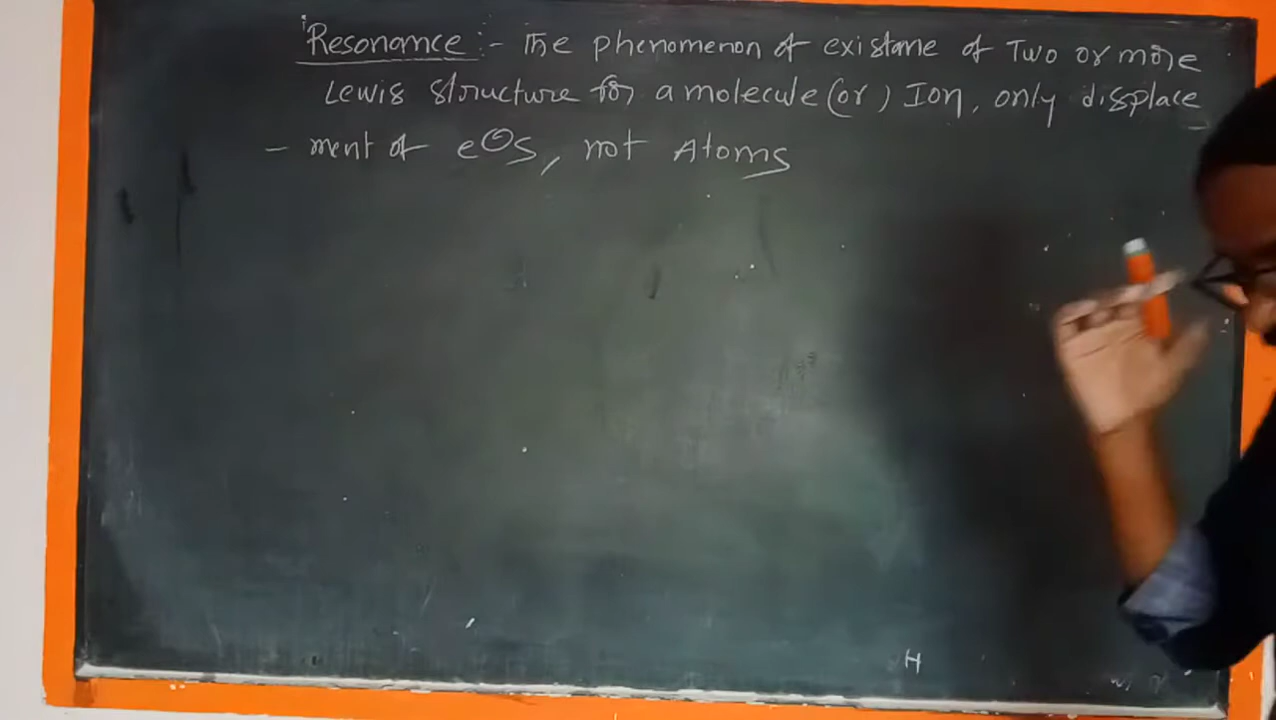 Resonance :- The phenomenon of existane of Two or more
Lewis structure for a molecule (or) Ion, only displace
- ment of e⊖s, not Atoms
H